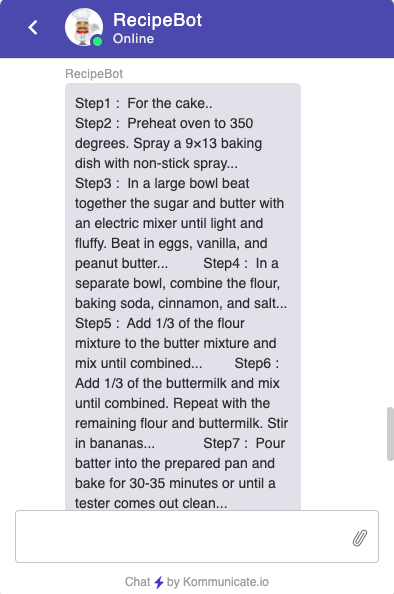 RecipeBot
Online
RecipeBot
Step1 :  For the cake..
Step2 :  Preheat oven to 350
degrees. Spray a 9×13 baking
dish with non-stick spray...
Step3 :  In a large bowl beat
together the sugar and butter with
an electric mixer until light and
fluffy. Beat in eggs, vanilla, and
peanut butter...         Step4 :  In a
separate bowl, combine the flour,
baking soda, cinnamon, and salt...
Step5 :  Add 1/3 of the flour
mixture to the butter mixture and
mix until combined...         Step6 :
Add 1/3 of the buttermilk and mix
until combined. Repeat with the
remaining flour and buttermilk. Stir
in bananas...            Step7 :  Pour
batter into the prepared pan and
bake for 30-35 minutes or until a
tester comes out clean...
Chat by Kommunicate.io